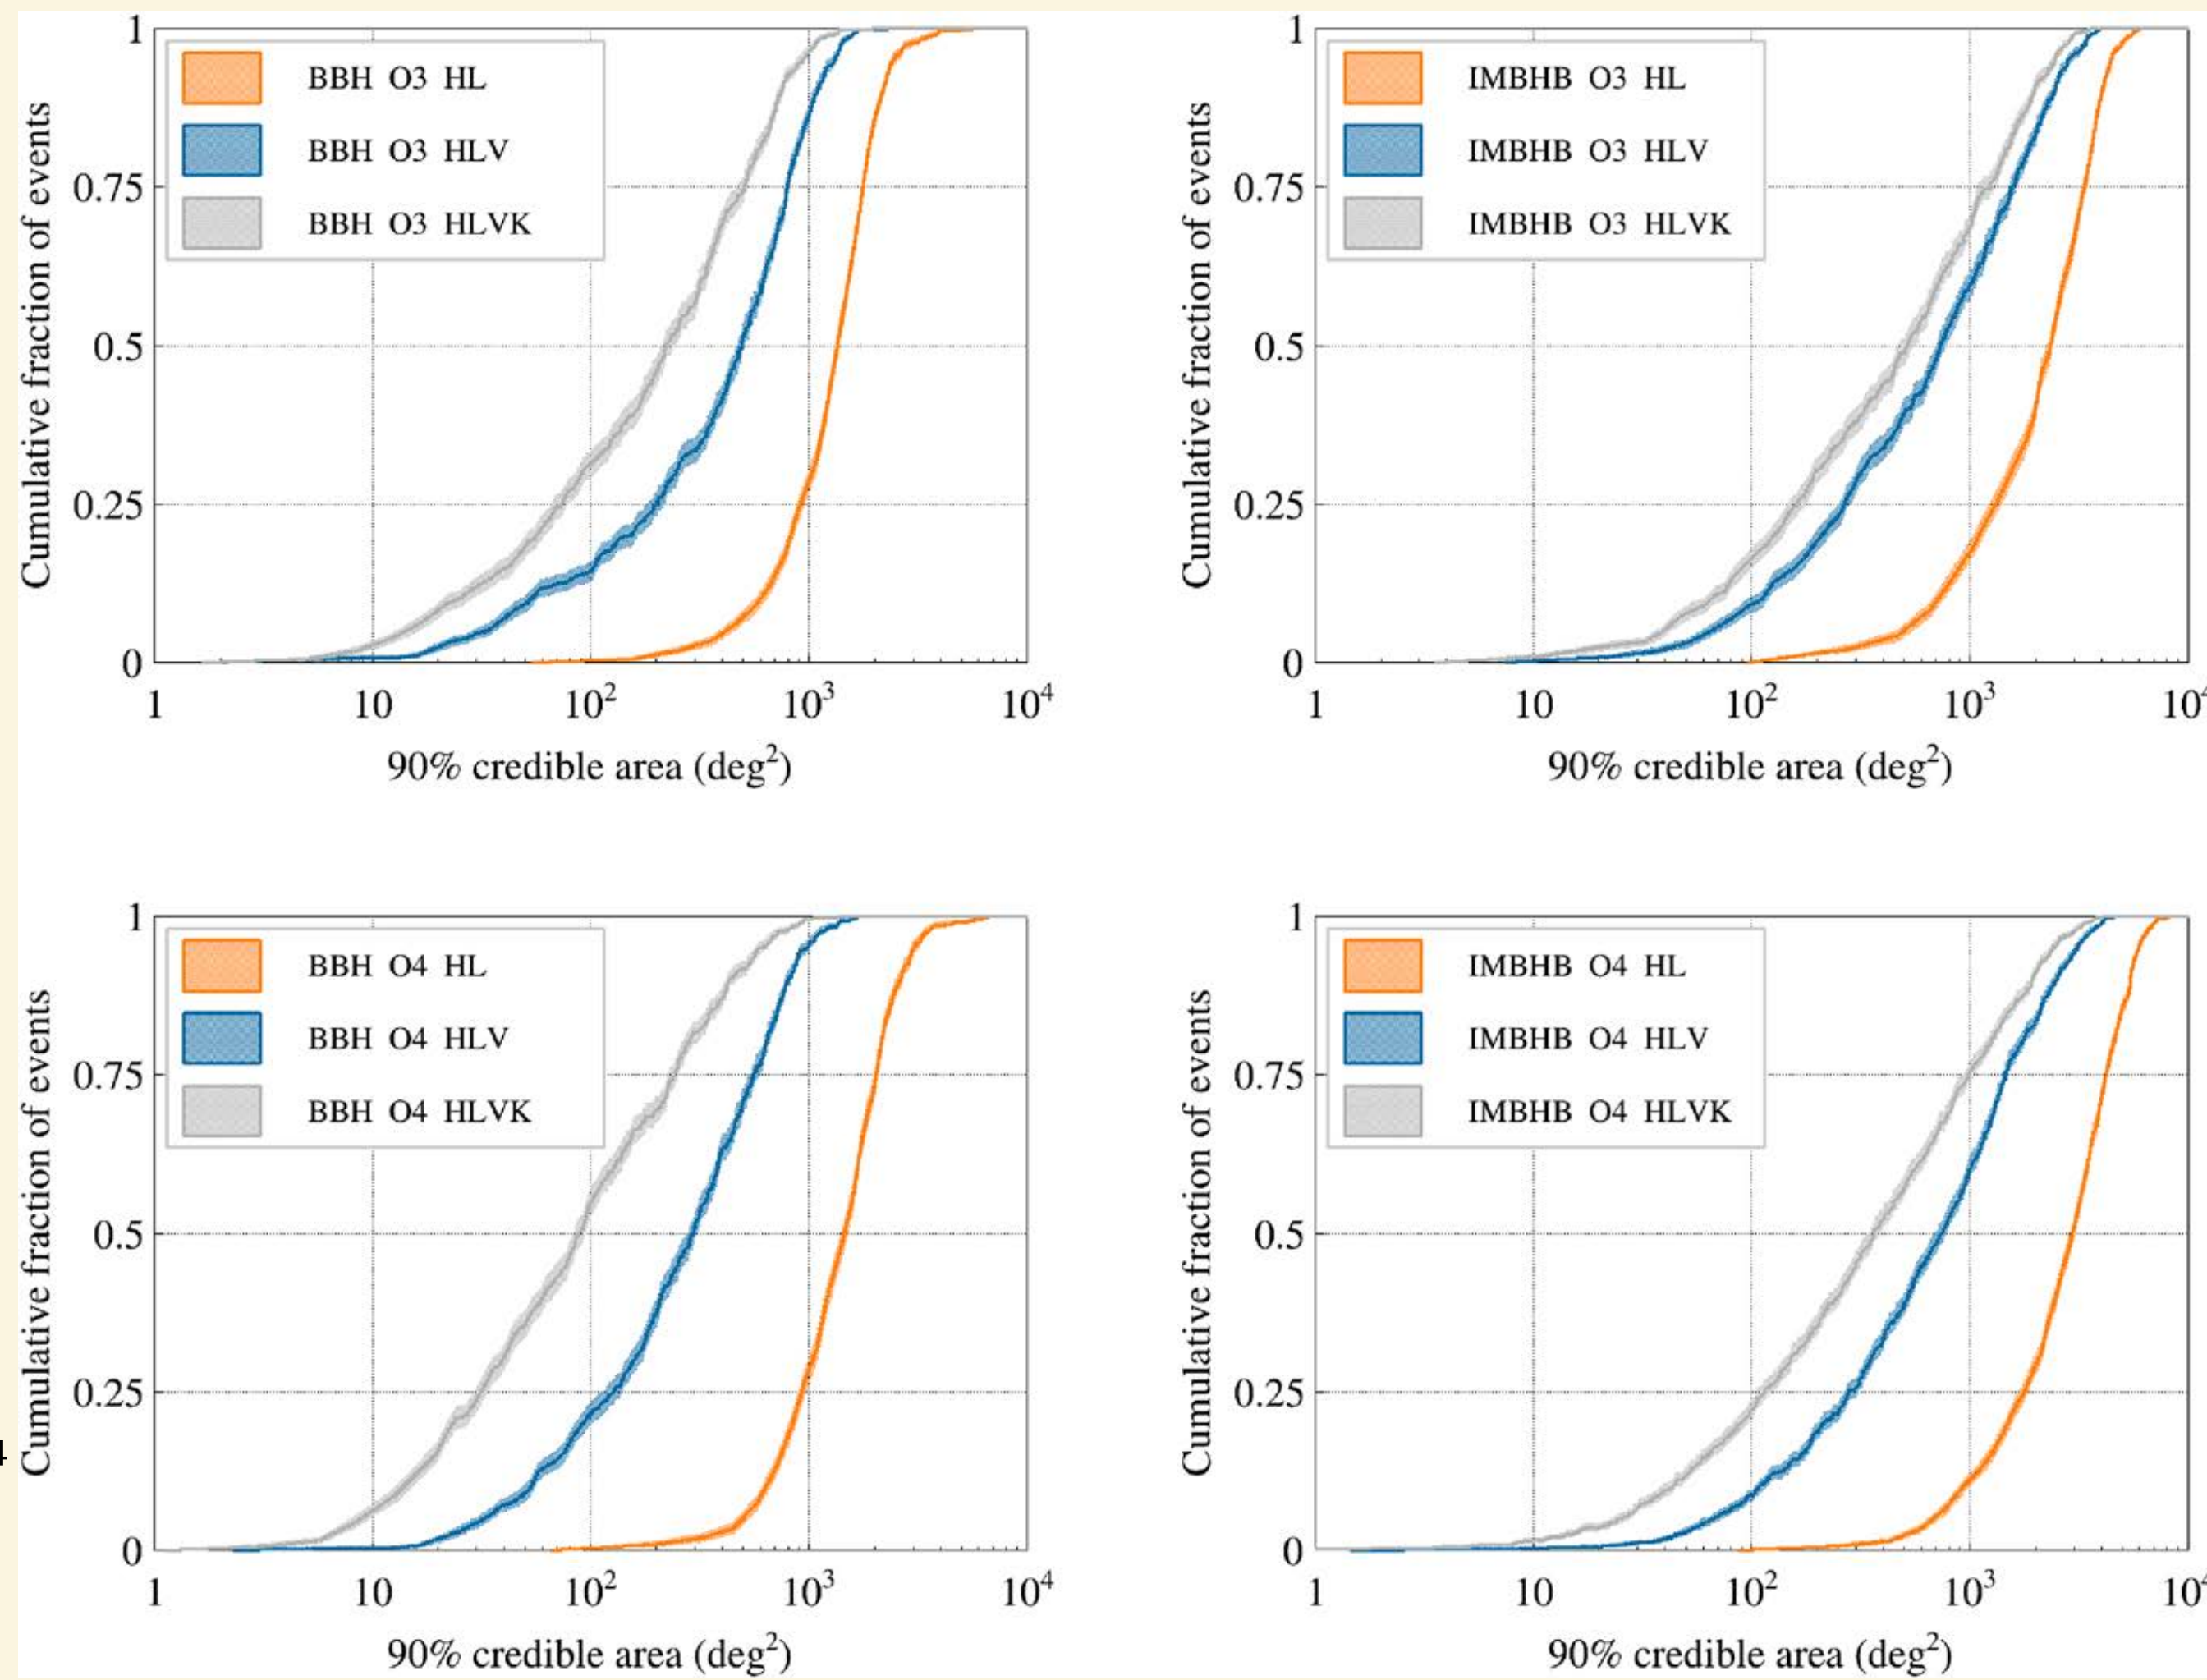 1
0.75
0.5
0.25
0
Cumulative fraction of events
BBH O3 HL
BBH O3 HLV
BBH O3 HLVK
1 10 10² 10³ 10⁴
90% credible area (deg²)
1
0.75
0.5
0.25
0
Cumulative fraction of events
IMBHB O3 HL
IMBHB O3 HLV
IMBHB O3 HLVK
1 10 10² 10³ 10⁴
90% credible area (deg²)
1
0.75
0.5
0.25
0
Cumulative fraction of events
BBH O4 HL
BBH O4 HLV
BBH O4 HLVK
1 10 10² 10³ 10⁴
90% credible area (deg²)
1
0.75
0.5
0.25
0
Cumulative fraction of events
IMBHB O4 HL
IMBHB O4 HLV
IMBHB O4 HLVK
1 10 10² 10³ 10⁴
90% credible area (deg²)